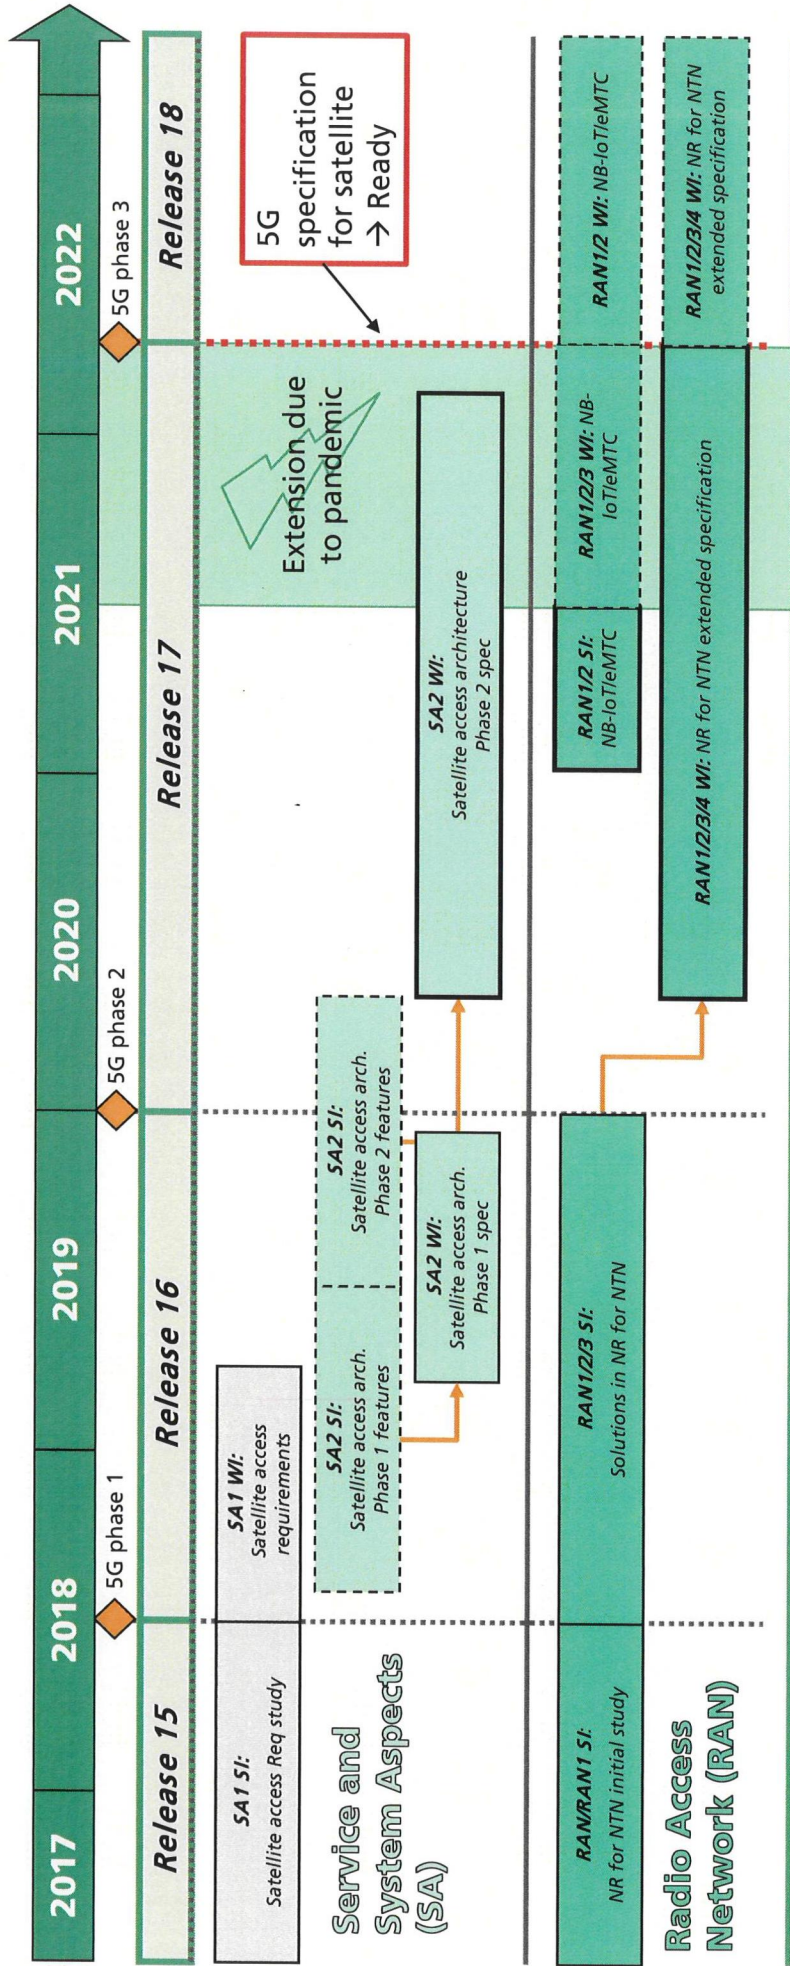 2017
2018
2019
2020
2021
2022
5G phase 1
5G phase 2
5G phase 3
Release 15
Release 16
Release 17
Release 18
SA1 SI:
Satellite access Req study
SA1 WI:
Satellite access
requirements
Extension due
to pandemic
5G
specification
for satellite
→ Ready
Service and
System Aspects
(SA)
SA2 SI:
Satellite access arch.
Phase 1 features
SA2 SI:
Satellite access arch.
Phase 2 features
SA2 WI:
Satellite access arch.
Phase 1 spec
SA2 WI:
Satellite access architecture
Phase 2 spec
RAN/RAN1 SI:
NR for NTN initial study
RAN1/2/3 SI:
Solutions in NR for NTN
RAN1/2 SI:
NB-IoT/eMTC
RAN1/2/3 WI: NB-
IoT/eMTC
RAN1/2 WI: NB-IoT/eMTC
Radio Access
Network (RAN)
RAN1/2/3/4 WI: NR for NTN extended specification
RAN1/2/3/4 WI: NR for NTN
extended specification